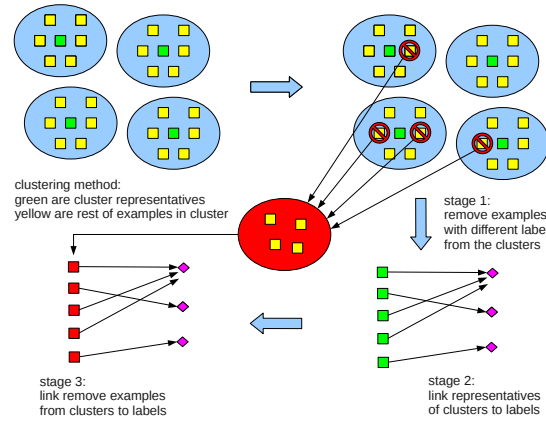 clustering method:
green are cluster representatives
yellow are rest of examples in cluster
stage 1:
remove examples
with different label
from the clusters
stage 3:
link remove examples
from clusters to labels
stage 2:
link representatives
of clusters to labels